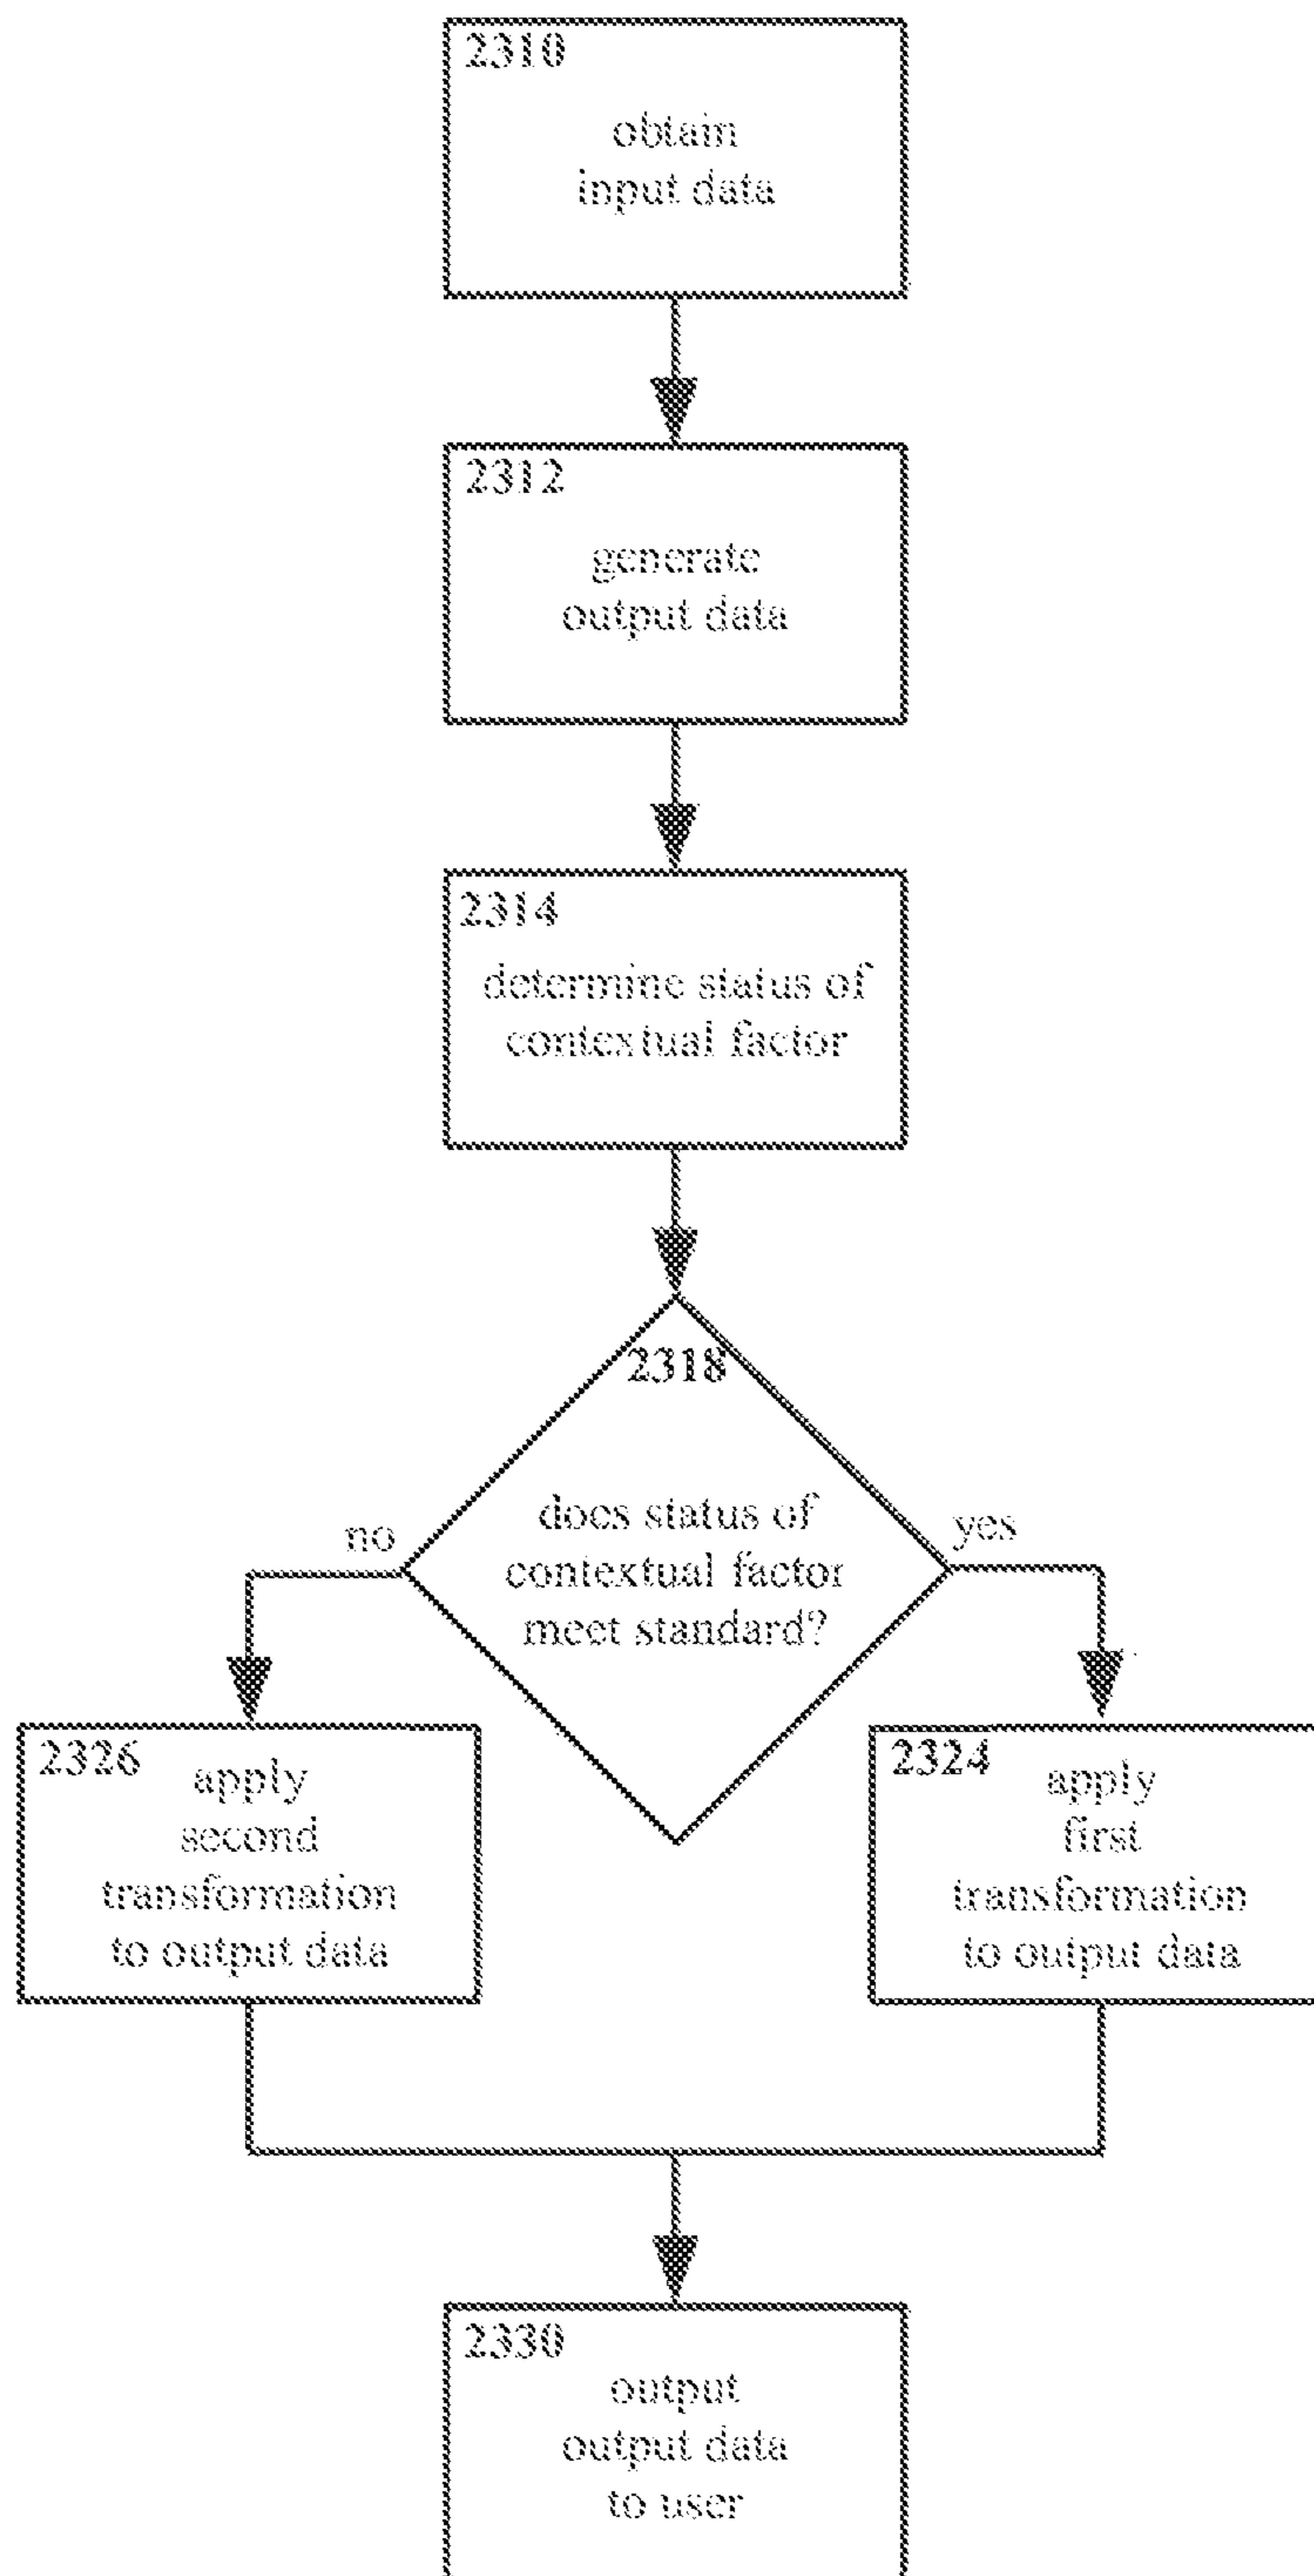 2310
obtain
input data
2312
generate
output data
2314
determine status of
contextual factor
2318
does status of
contextual factor
meet standard?
no
yes
2326
apply
second
transformation
to output data
2324
apply
first
transformation
to output data
2330
output
output data
to user